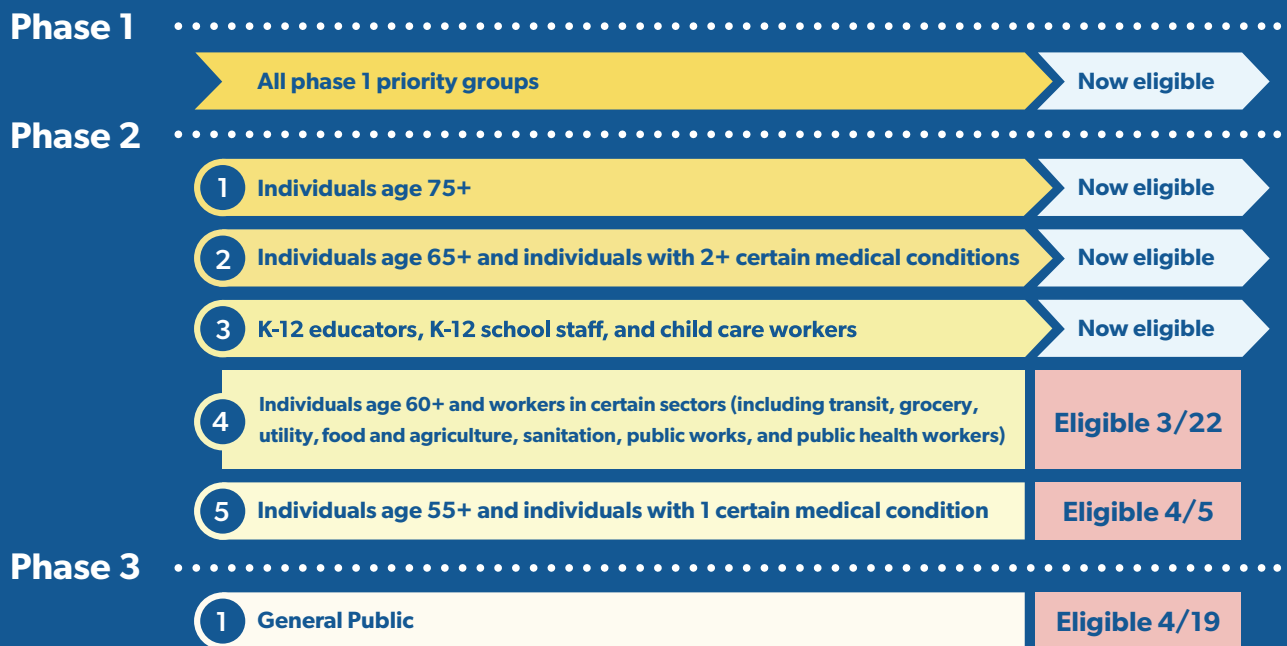 Phase 1
All phase 1 priority groups
Now eligible
Phase 2
1
Individuals age 75+
Now eligible
2
Individuals age 65+ and individuals with 2+ certain medical conditions
Now eligible
3
K-12 educators, K-12 school staff, and child care workers
Now eligible
4
Individuals age 60+ and workers in certain sectors (including transit, grocery,
utility, food and agriculture, sanitation, public works, and public health workers)
Eligible 3/22
5
Individuals age 55+ and individuals with 1 certain medical condition
Eligible 4/5
Phase 3
1
General Public
Eligible 4/19